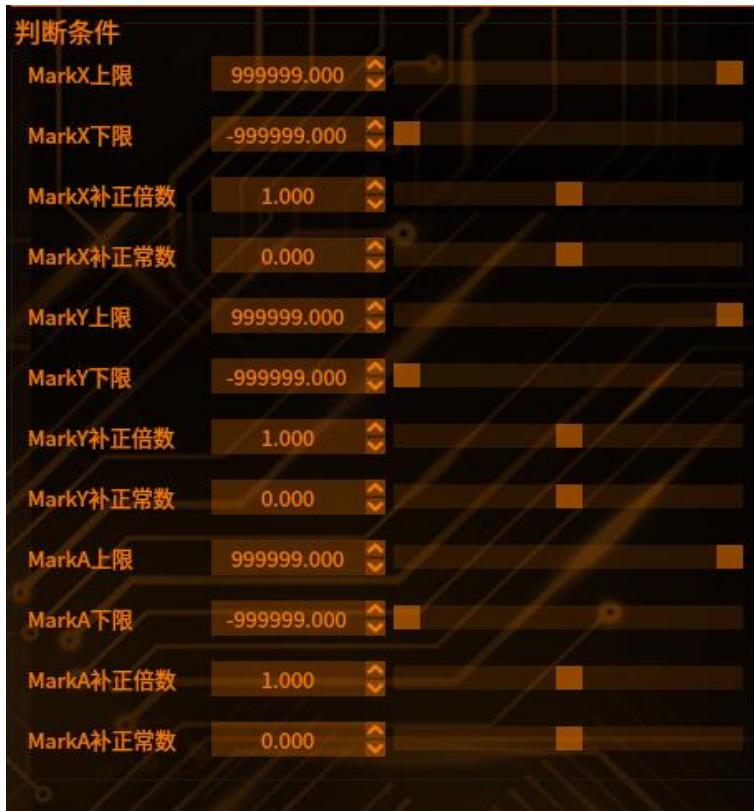 判断条件
MarkX上限 999999.000
MarkX下限 -999999.000
MarkX补正倍数 1.000
MarkX补正常数 0.000
MarkY上限 999999.000
MarkY下限 -999999.000
MarkY补正倍数 1.000
MarkY补正常数 0.000
MarkA上限 999999.000
MarkA下限 -999999.000
MarkA补正倍数 1.000
MarkA补正常数 0.000